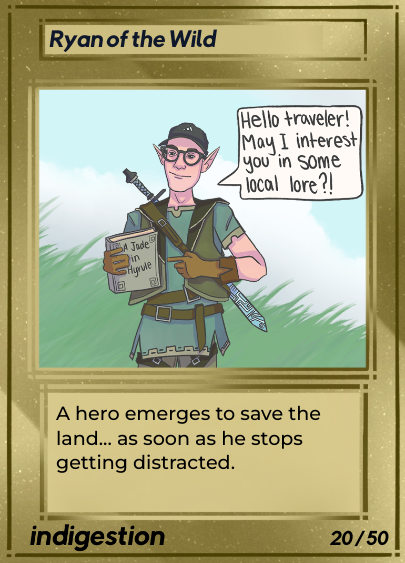 Ryan of the Wild
Hello traveler!
May I interest
you in some
local lore?!
A Jade
in
Hyrule
A hero emerges to save the
land... as soon as he stops
getting distracted.
indigestion
20/50